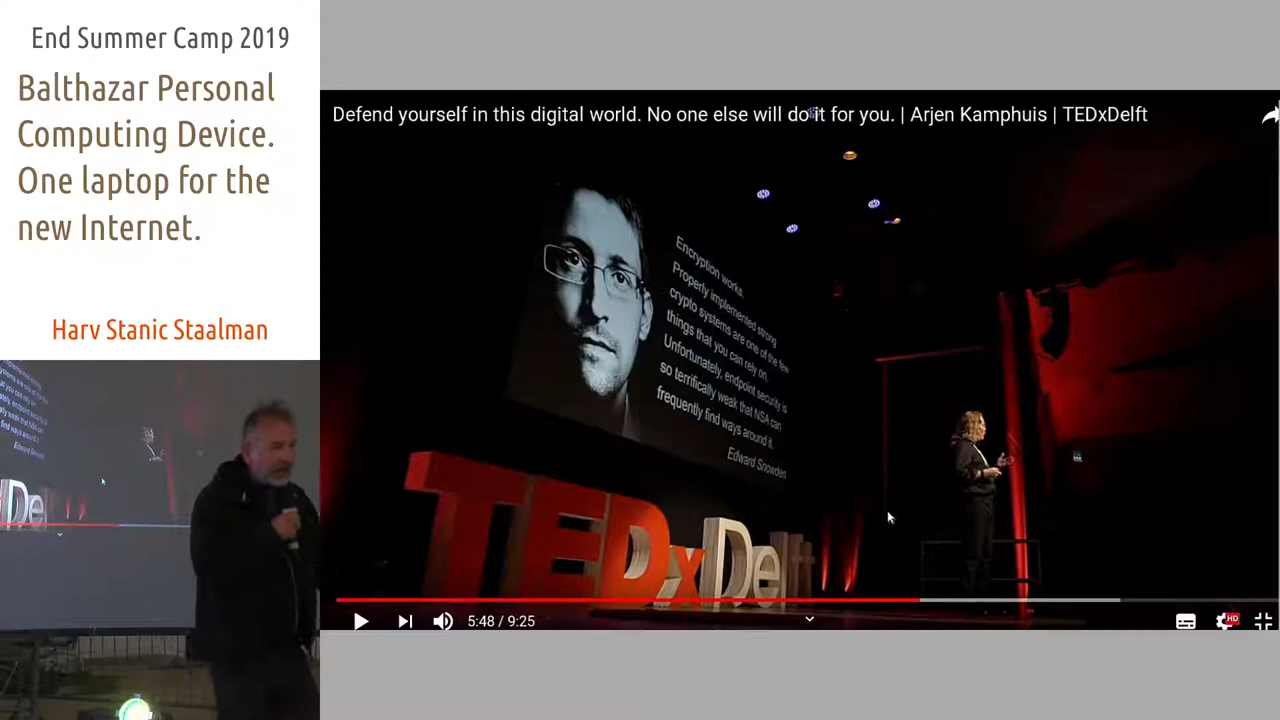 End Summer Camp 2019
Balthazar Personal
Computing Device.
One laptop for the
new Internet.
Harv Stanic Staalman
Defend yourself in this digital world. No one else will do it for you. | Arjen Kamphuis | TEDxDelft
Encryption works.
Properly implemented strong
crypto systems are one of the few
things that you can rely on.
Unfortunately, endpoint security is
so terrifically weak that NSA can
frequently find ways around it.
Edward Snowden
TEDxDelft
5:48 / 9:25
HD